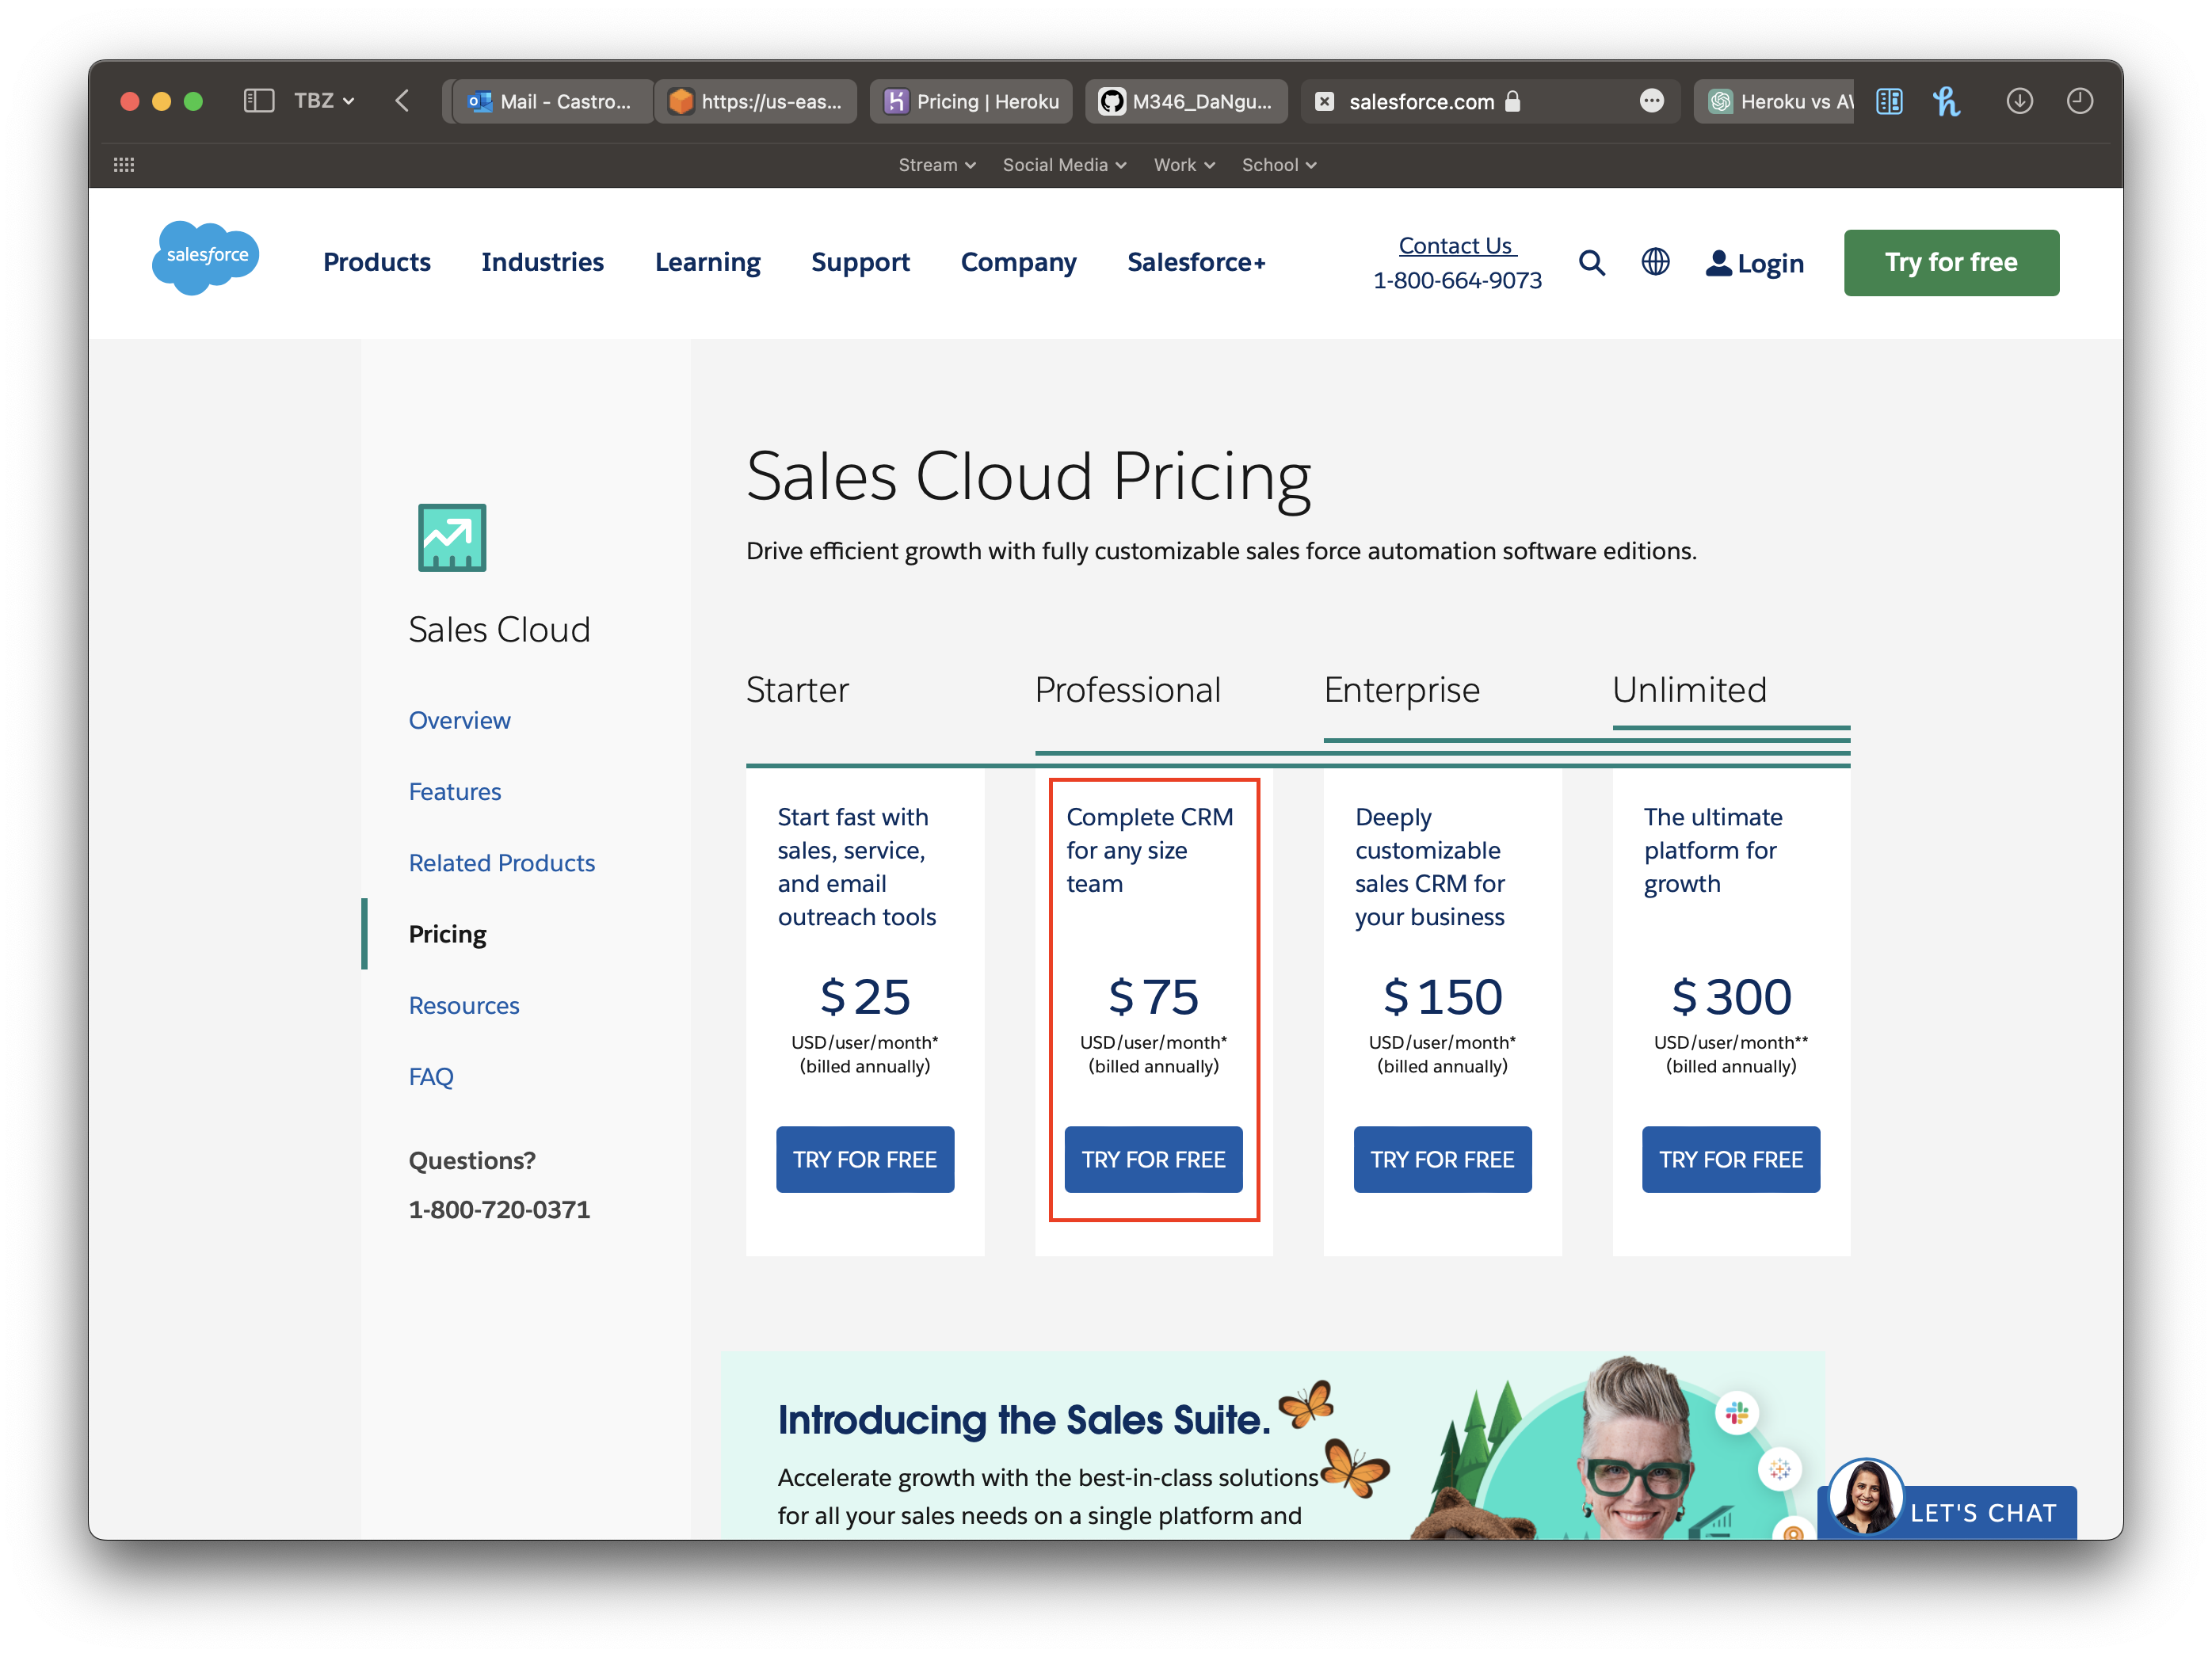 TBZ
Mail - Castro...
https://us-eas...
Pricing | Heroku
M346_DaNgu...
salesforce.com
Heroku vs A
Stream
Social Media
Work
School
salesforce
Products
Industries
Learning
Support
Company
Salesforce+
Contact Us
1-800-664-9073
Login
Try for free
Sales Cloud
Overview
Features
Related Products
Pricing
Resources
FAQ
Questions?
1-800-720-0371
Sales Cloud Pricing
Drive efficient growth with fully customizable sales force automation software editions.
Starter
Start fast with
sales, service,
and email
outreach tools
$ 25
USD/user/month*
(billed annually)
TRY FOR FREE
Professional
Complete CRM
for any size
team
$ 75
USD/user/month*
(billed annually)
TRY FOR FREE
Enterprise
Deeply
customizable
sales CRM for
your business
$ 150
USD/user/month*
(billed annually)
TRY FOR FREE
Unlimited
The ultimate
platform for
growth
$ 300
USD/user/month**
(billed annually)
TRY FOR FREE
Introducing the Sales Suite.
Accelerate growth with the best-in-class solutions
for all your sales needs on a single platform and
LET'S CHAT